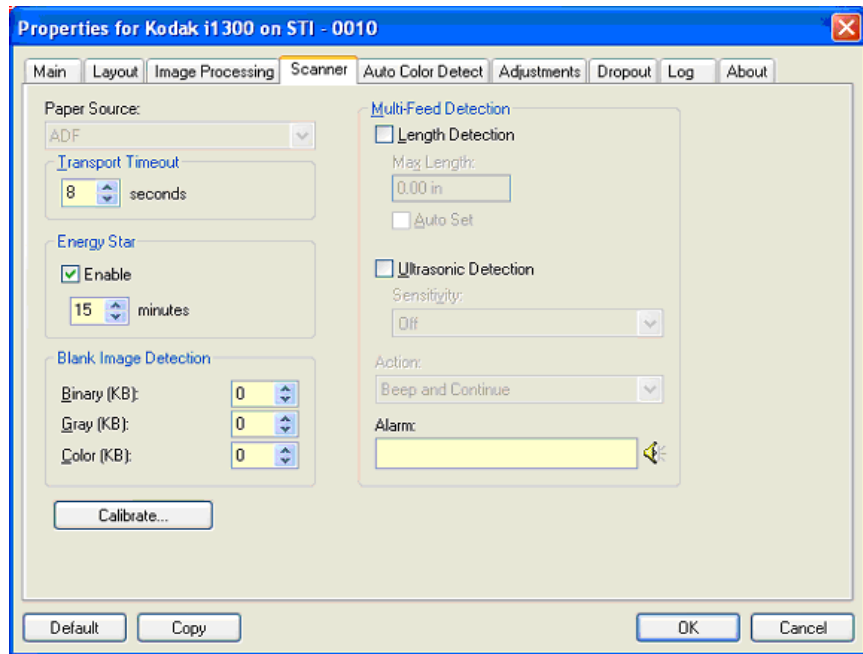 Properties for Kodak i1300 on STI - 0010
Main Layout Image Processing Scanner Auto Color Detect Adjustments Dropout Log About
Paper Source:
ADF
Transport Timeout
8 seconds
Energy Star
Enable
15 minutes
Blank Image Detection
Binary (KB): 0
Gray (KB): 0
Color (KB): 0
Calibrate...
Multi-Feed Detection
Length Detection
Max Length:
0.00 in
Auto Set
Ultrasonic Detection
Sensitivity:
Off
Action:
Beep and Continue
Alarm:
Default Copy OK Cancel